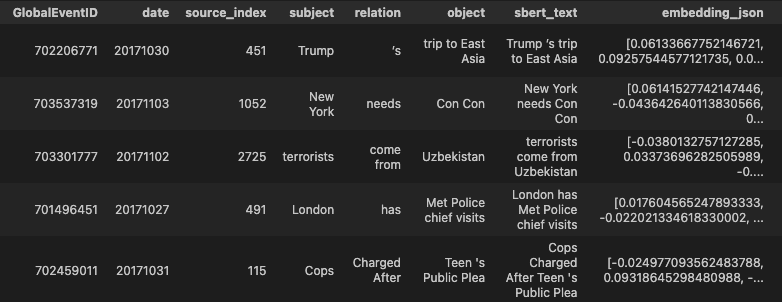 GlobalEventID date source_index subject relation object sbert_text embedding_json
702206771 20171030 451 Trump 's trip to East Asia Trump 's trip to East Asia [0.06133667752146721, 0.09257544577121735, 0.0...
703537319 20171103 1052 New York needs Con Con New York needs Con Con [0.06141527742147446, -0.043642640113830566, 0...
703301777 20171102 2725 terrorists come from Uzbekistan terrorists come from Uzbekistan [-0.0380132757127285, 0.03373696282505989, -0....
701496451 20171027 491 London has Met Police chief visits London has Met Police chief visits [0.017604565247893333, -0.022021334618330002, ...
702459011 20171031 115 Cops Charged After Teen 's Public Plea Cops Charged After Teen 's Public Plea [-0.024977093562483788, 0.09318645298480988, -...